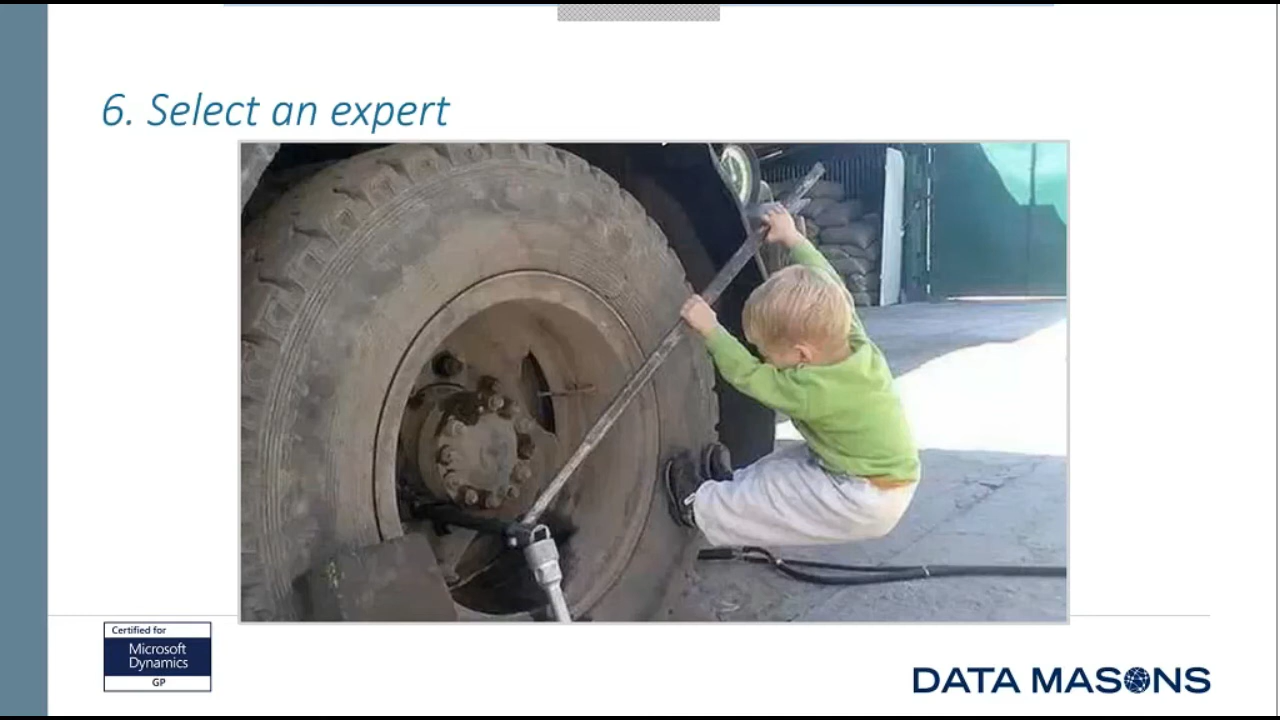 6. Select an expert
Certified for
Microsoft
Dynamics
GP
DATA MASONS